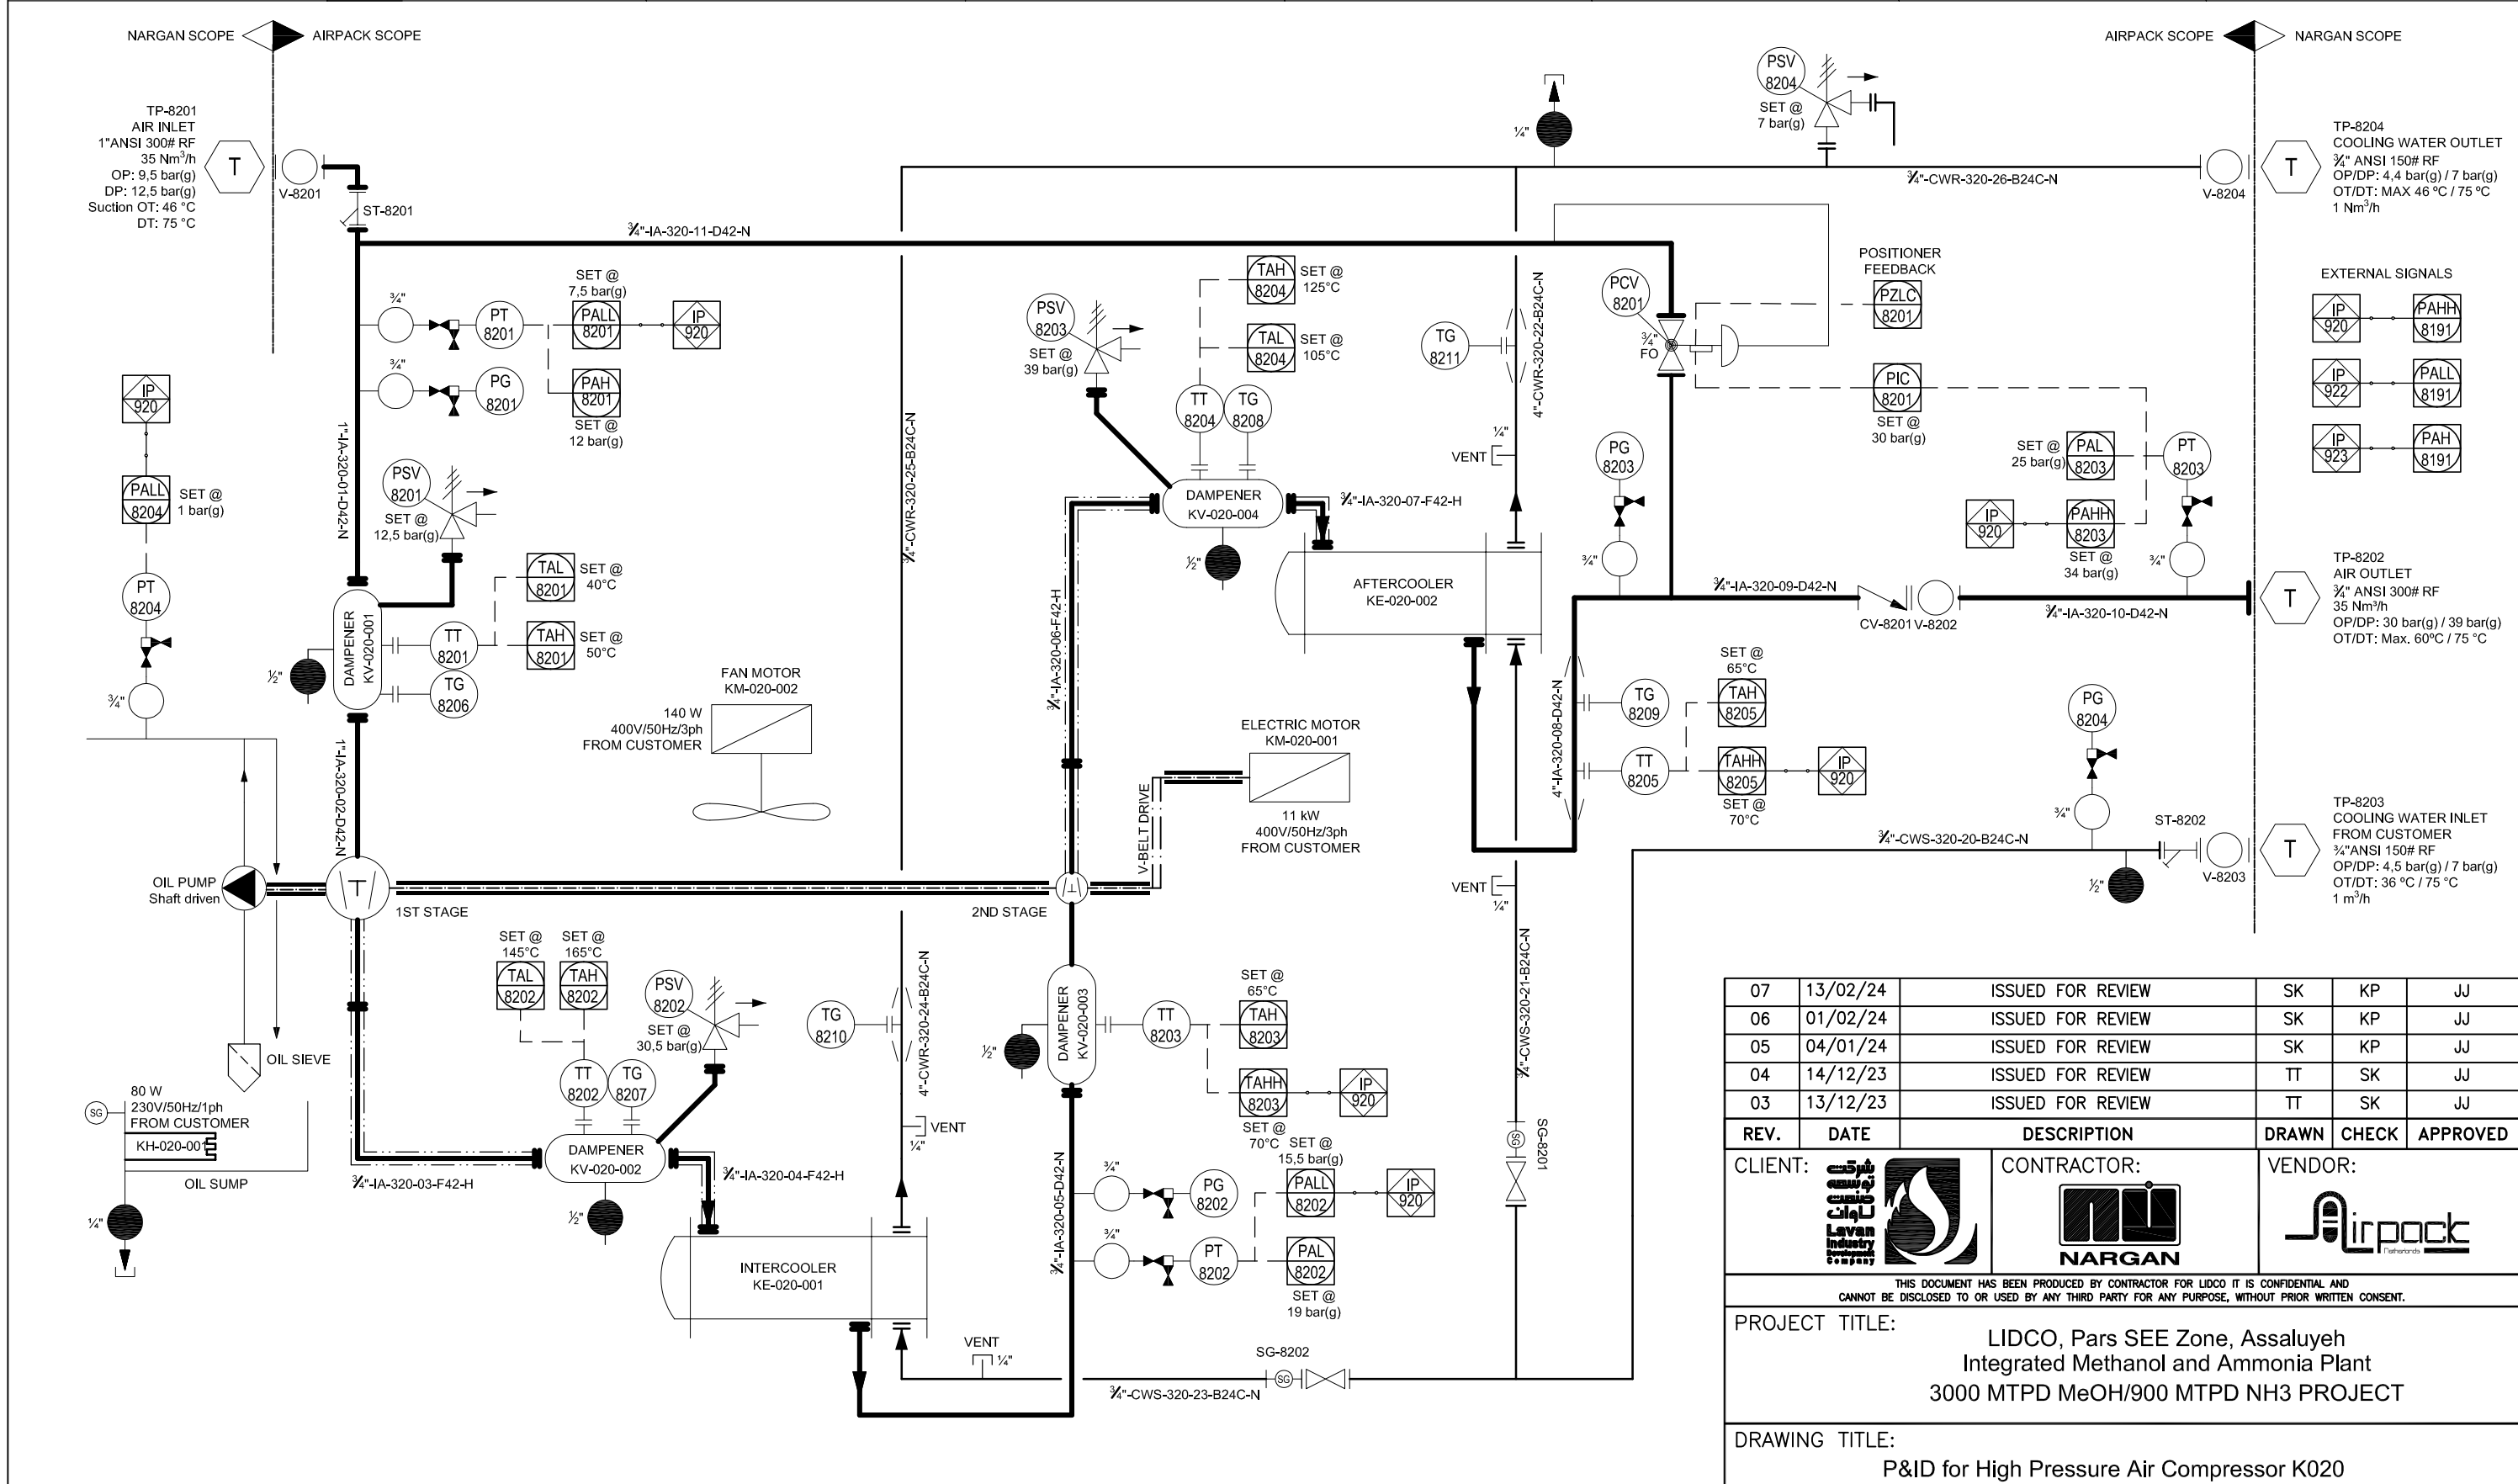 NARGAN SCOPE
AIRPACK SCOPE
AIRPACK SCOPE
NARGAN SCOPE
TP-8201
AIR INLET
1"ANSI 300# RF
35 Nm³/h
OP: 9,5 bar(g)
DP: 12,5 bar(g)
Suction OT: 46 °C
DT: 75 °C
T
V-8201
ST-8201
¾"-IA-320-11-D42-N
¾"
PT
8201
SET @
7,5 bar(g)
PALL
8201
IP
920
¾"
PG
8201
PAH
8201
SET @
12 bar(g)
1"-IA-320-01-D42-N
IP
920
PALL
8204
SET @
1 bar(g)
PT
8204
¾"
PSV
8201
SET @
12,5 bar(g)
DAMPENER
KV-020-001
½"
TAL
8201
SET @
40°C
TT
8201
TAH
8201
SET @
50°C
TG
8206
1"-IA-320-02-D42-N
FAN MOTOR
KM-020-002
140 W
400V/50Hz/3ph
FROM CUSTOMER
OIL PUMP
Shaft driven
T
1ST STAGE
OIL SIEVE
SG
80 W
230V/50Hz/1ph
FROM CUSTOMER
KH-020-001
OIL SUMP
¼"
¾"-IA-320-03-F42-H
SET @
145°C
TAL
8202
SET @
165°C
TAH
8202
TT
8202
TG
8207
PSV
8202
SET @
30,5 bar(g)
DAMPENER
KV-020-002
½"
¾"-IA-320-04-F42-H
INTERCOOLER
KE-020-001
TG
8210
4"-CWR-320-24-B24C-N
VENT
¼"
¾"-CWR-320-25-B24C-N
VENT
¼"
¾"-CWS-320-23-B24C-N
SG-8202
SG
¾"-IA-320-05-D42-N
DAMPENER
KV-020-003
½"
TT
8203
SET @
65°C
TAH
8203
TAHH
8203
SET @
70°C
IP
920
¾"
PG
8202
SET @
15,5 bar(g)
PALL
8202
IP
920
¾"
PT
8202
PAL
8202
SET @
19 bar(g)
2ND STAGE
T
V-BELT DRIVE
ELECTRIC MOTOR
KM-020-001
11 kW
400V/50Hz/3ph
FROM CUSTOMER
¾"-IA-320-06-F42-H
PSV
8203
SET @
39 bar(g)
TAH
8204
SET @
125°C
TAL
8204
SET @
105°C
TT
8204
TG
8208
DAMPENER
KV-020-004
½"
¾"-IA-320-07-F42-H
AFTERCOOLER
KE-020-002
TG
8211
4"-CWR-320-22-B24C-N
¼"
VENT
¼"
PSV
8204
SET @
7 bar(g)
¾"-CWR-320-26-B24C-N
V-8204
T
TP-8204
COOLING WATER OUTLET
¾" ANSI 150# RF
OP/DP: 4,4 bar(g) / 7 bar(g)
OT/DT: MAX 46 ºC / 75 ºC
1 Nm³/h
PCV
8201
¾"
FO
POSITIONER
FEEDBACK
PZLC
8201
PIC
8201
SET @
30 bar(g)
EXTERNAL SIGNALS
IP
920
PAHH
8191
IP
922
PALL
8191
IP
923
PAH
8191
PG
8203
¾"
SET @
25 bar(g)
PAL
8203
PT
8203
IP
920
PAHH
8203
SET @
34 bar(g)
¾"
¾"-IA-320-09-D42-N
CV-8201
V-8202
¾"-IA-320-10-D42-N
T
TP-8202
AIR OUTLET
¾" ANSI 300# RF
35 Nm³/h
OP/DP: 30 bar(g) / 39 bar(g)
OT/DT: Max. 60ºC / 75 °C
4"-IA-320-08-D42-N
TG
8209
SET @
65°C
TAH
8205
TT
8205
TAHH
8205
SET @
70°C
IP
920
PG
8204
¾"
¾"-CWS-320-20-B24C-N
½"
ST-8202
V-8203
T
TP-8203
COOLING WATER INLET
FROM CUSTOMER
¾"ANSI 150# RF
OP/DP: 4,5 bar(g) / 7 bar(g)
OT/DT: 36 ºC / 75 °C
1 m³/h
VENT
¼"
¾"-CWS-320-21-B24C-N
SG
SG-8201
07 13/02/24 ISSUED FOR REVIEW SK KP JJ
06 01/02/24 ISSUED FOR REVIEW SK KP JJ
05 04/01/24 ISSUED FOR REVIEW SK KP JJ
04 14/12/23 ISSUED FOR REVIEW TT SK JJ
03 13/12/23 ISSUED FOR REVIEW TT SK JJ
REV. DATE DESCRIPTION DRAWN CHECK APPROVED
CLIENT:
شرکت
توسعه
صنعت
لاوان
Lavan
Industry
Development
Company
CONTRACTOR:
NARGAN
VENDOR:
Airpack
Netherlands
THIS DOCUMENT HAS BEEN PRODUCED BY CONTRACTOR FOR LIDCO IT IS CONFIDENTIAL AND
CANNOT BE DISCLOSED TO OR USED BY ANY THIRD PARTY FOR ANY PURPOSE, WITHOUT PRIOR WRITTEN CONSENT.
PROJECT TITLE:
LIDCO, Pars SEE Zone, Assaluyeh
Integrated Methanol and Ammonia Plant
3000 MTPD MeOH/900 MTPD NH3 PROJECT
DRAWING TITLE:
P&ID for High Pressure Air Compressor K020